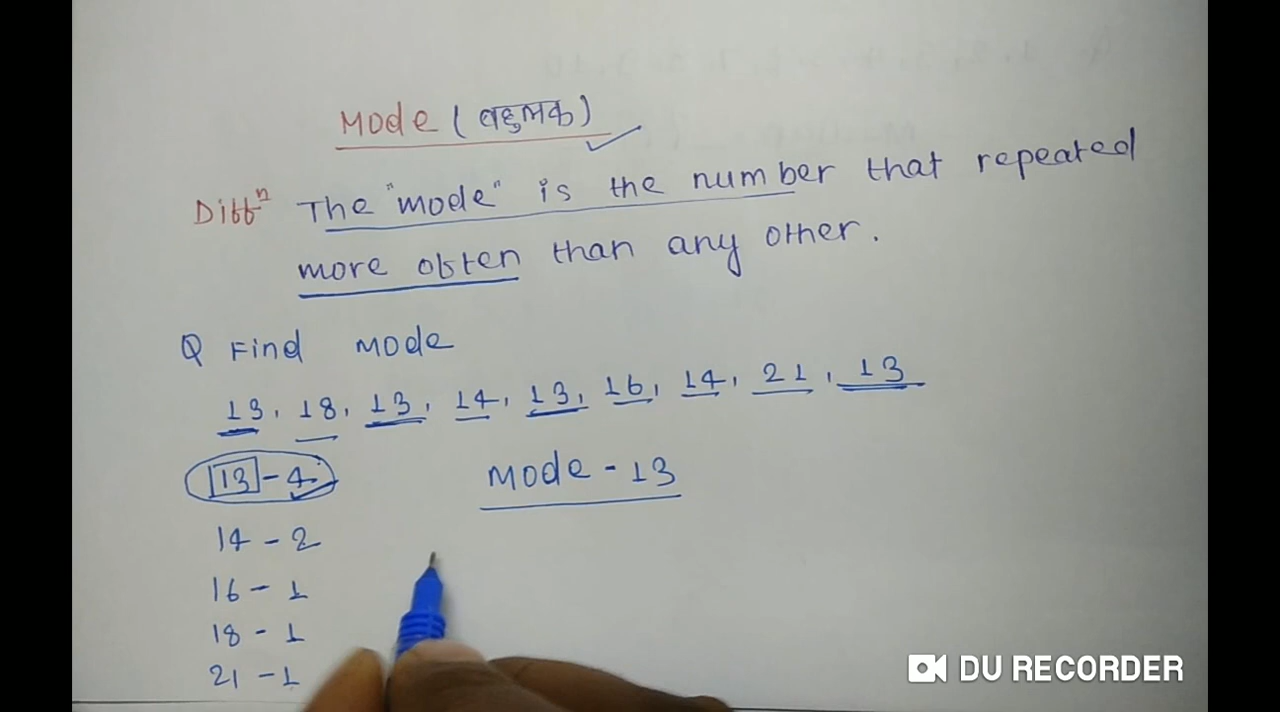 Mode (बहुलक)
Diffⁿ The "mode" is the number that repeated
more often than any other.
Q Find Mode
13, 18, 13, 14, 13, 16, 14, 21, 13
13 - 4
Mode - 13
14 - 2
16 - 1
18 - 1
21 - 1
DU RECORDER